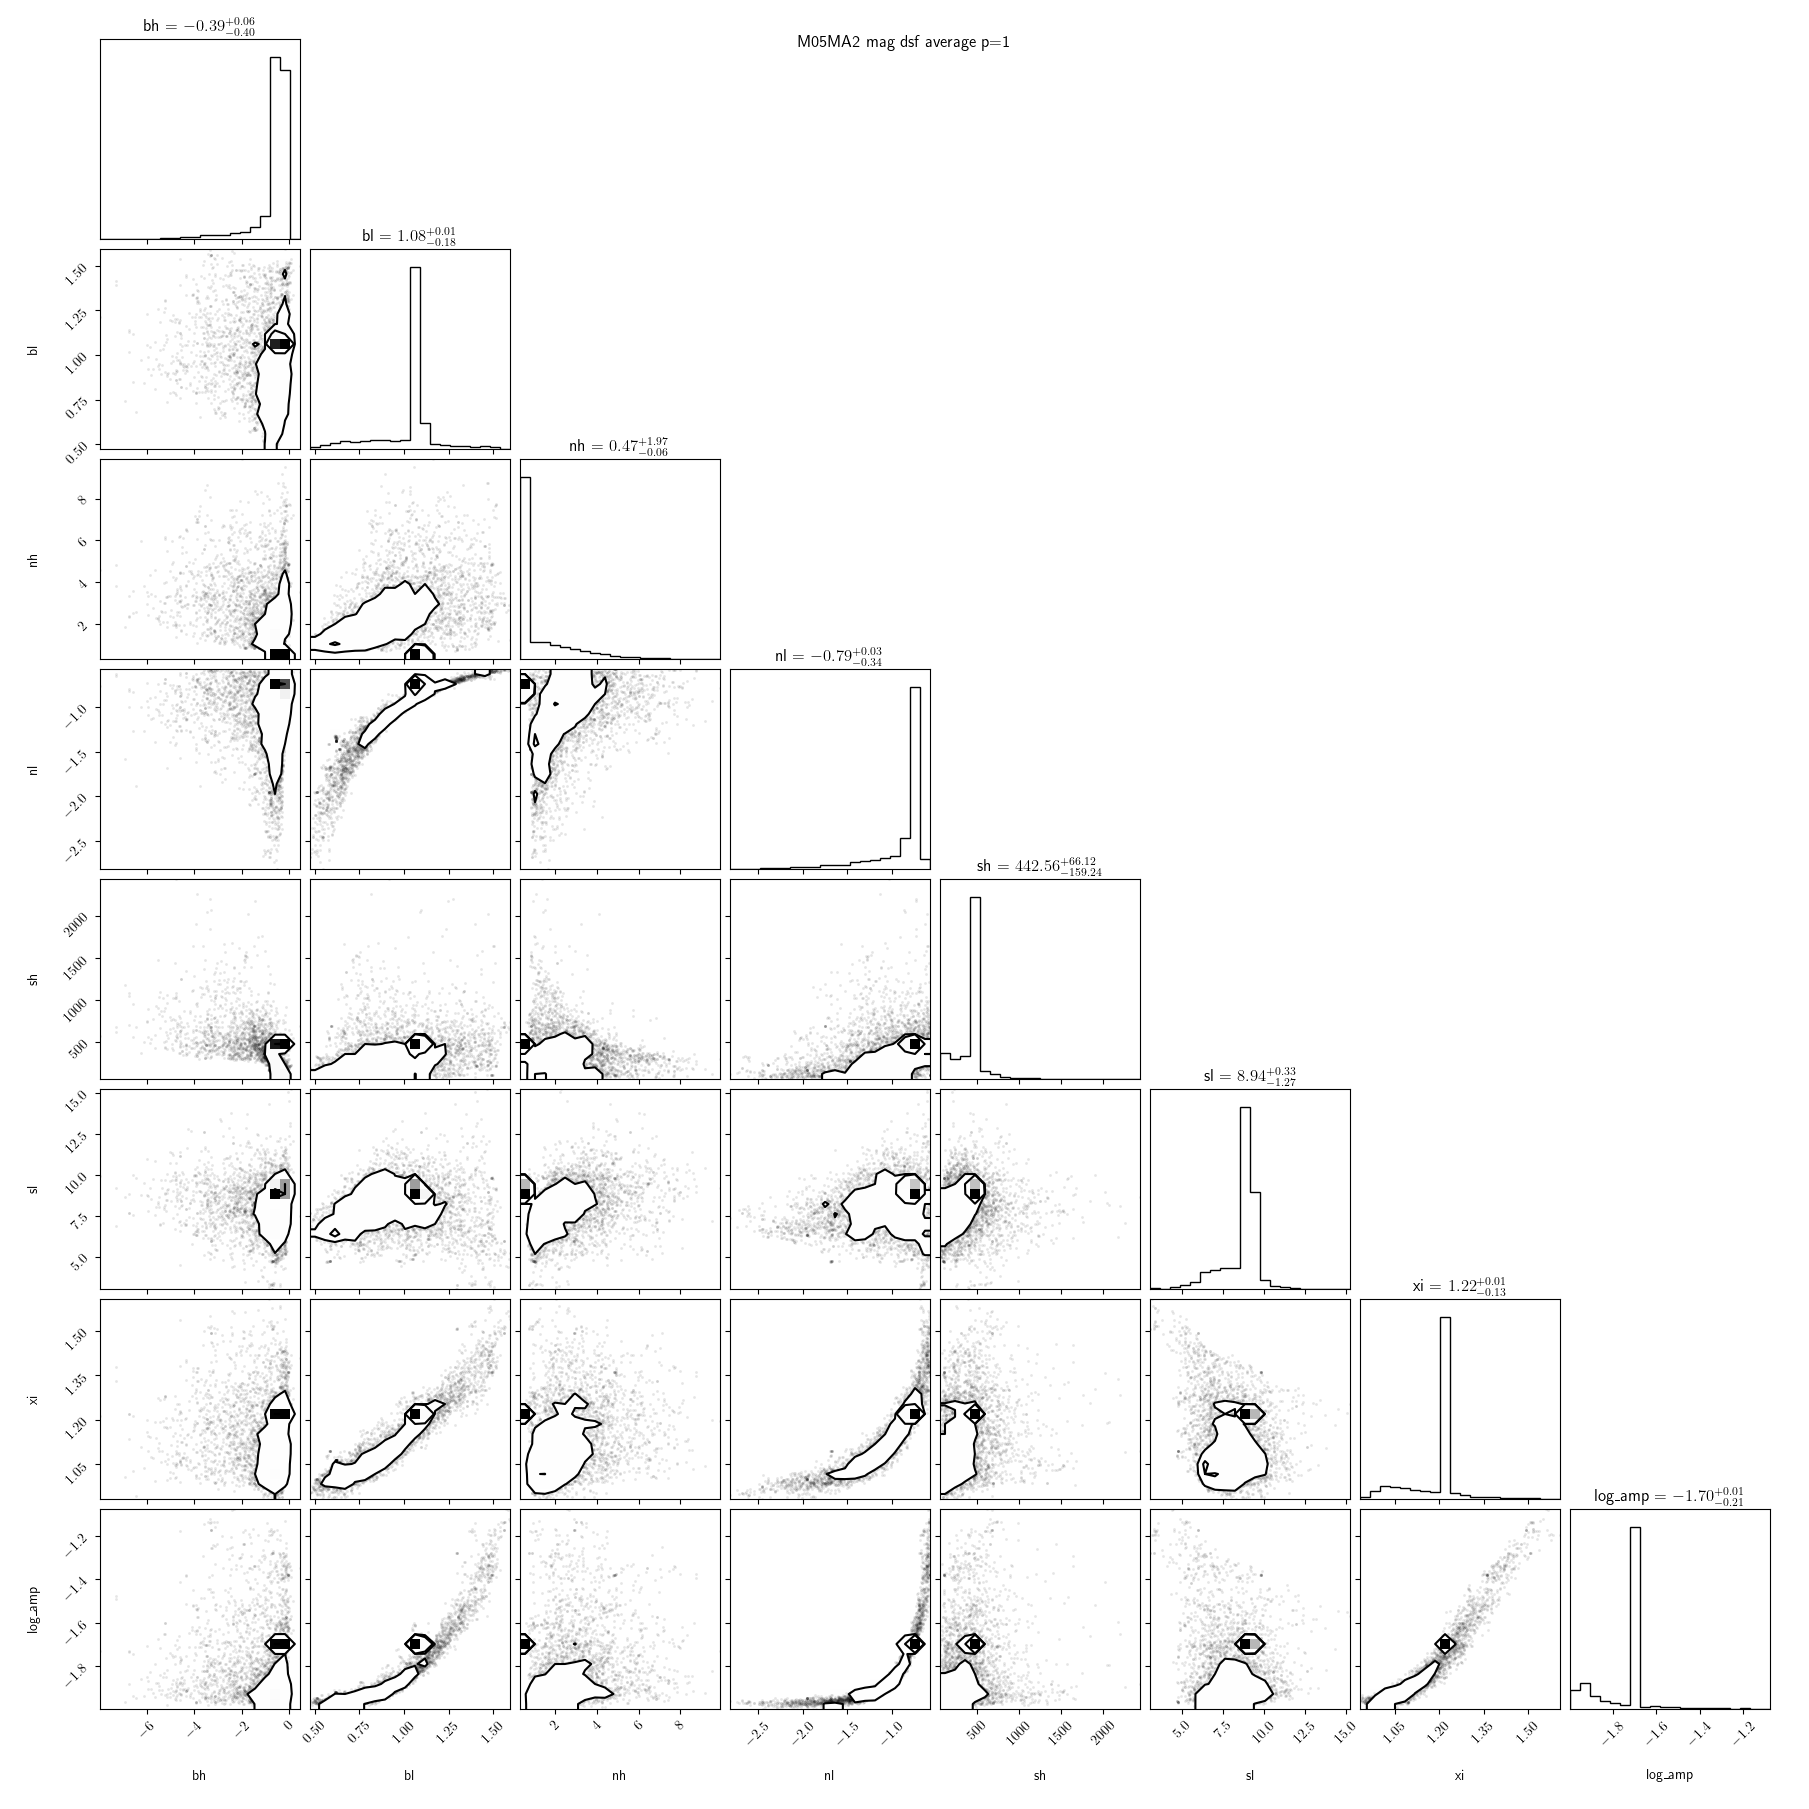 M05MA2 mag dsf average p=1
bh = −0.39 +0.06 −0.40
bl = 1.08 +0.01 −0.18
bl
1.50
1.25
1.00
0.75
0.50
nh = 0.47 +1.97 −0.06
nh
8
6
4
2
nl = −0.79 +0.03 −0.34
nl
−1.0
−1.5
−2.0
−2.5
sh = 442.56 +66.12 −159.24
sh
2000
1500
1000
500
sl = 8.94 +0.33 −1.27
sl
15.0
12.5
10.0
7.5
5.0
xi = 1.22 +0.01 −0.13
xi
1.50
1.35
1.20
1.05
log_amp = −1.70 +0.01 −0.21
log_amp
−1.2
−1.4
−1.6
−1.8
−6 −4 −2 0
0.50 0.75 1.00 1.25 1.50
2 4 6 8
−2.5 −2.0 −1.5 −1.0
500 1000 1500 2000
5.0 7.5 10.0 12.5 15.0
1.05 1.20 1.35 1.50
−1.8 −1.6 −1.4 −1.2
bh bl nh nl sh sl xi log_amp